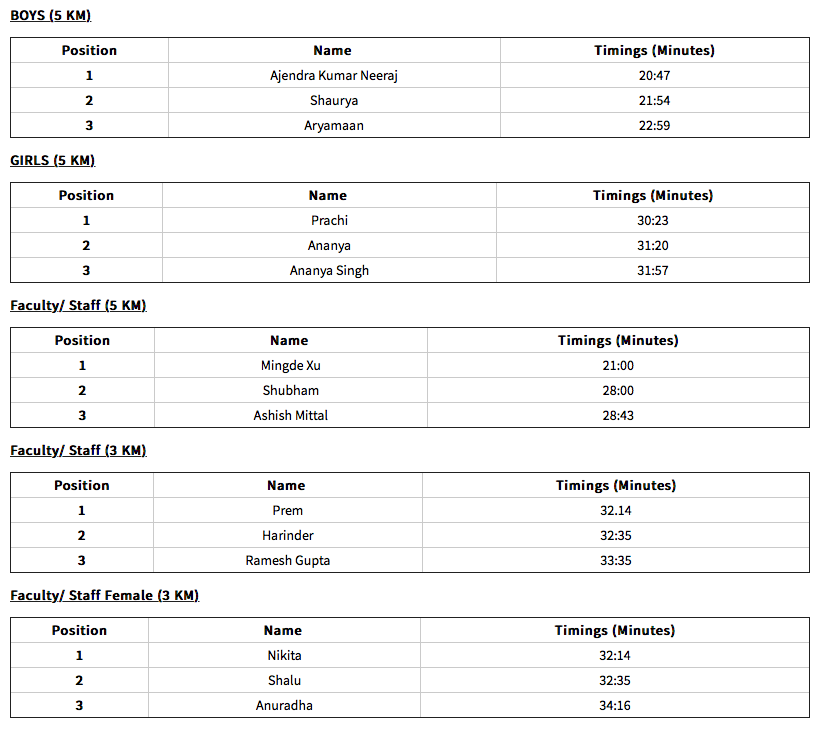 BOYS (5 KM)
Position Name Timings (Minutes)
1 Ajendra Kumar Neeraj 20:47
2 Shaurya 21:54
3 Aryamaan 22:59
GIRLS (5 KM)
Position Name Timings (Minutes)
1 Prachi 30:23
2 Ananya 31:20
3 Ananya Singh 31:57
Faculty/ Staff (5 KM)
Position Name Timings (Minutes)
1 Mingde Xu 21:00
2 Shubham 28:00
3 Ashish Mittal 28:43
Faculty/ Staff (3 KM)
Position Name Timings (Minutes)
1 Prem 32.14
2 Harinder 32:35
3 Ramesh Gupta 33:35
Faculty/ Staff Female (3 KM)
Position Name Timings (Minutes)
1 Nikita 32:14
2 Shalu 32:35
3 Anuradha 34:16